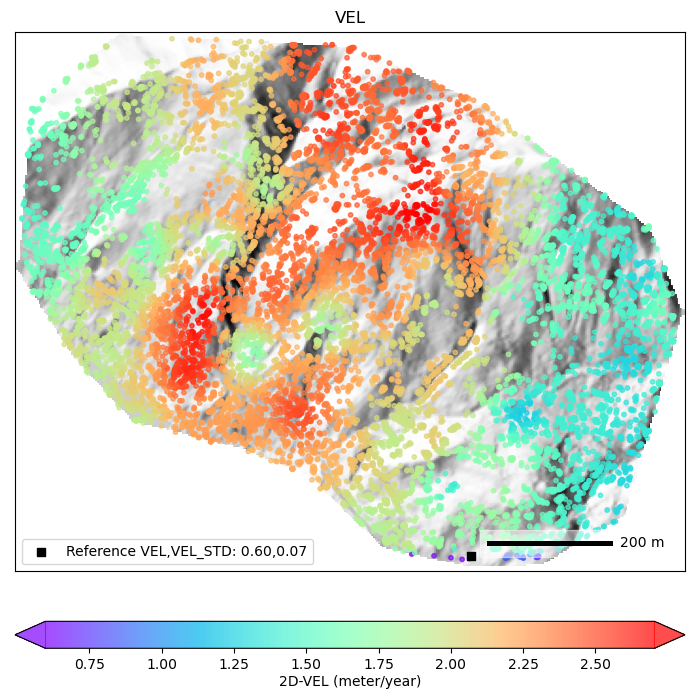 VEL
Reference VEL,VEL_STD: 0.60,0.07
200 m
0.75 1.00 1.25 1.50 1.75 2.00 2.25 2.50
2D-VEL (meter/year)